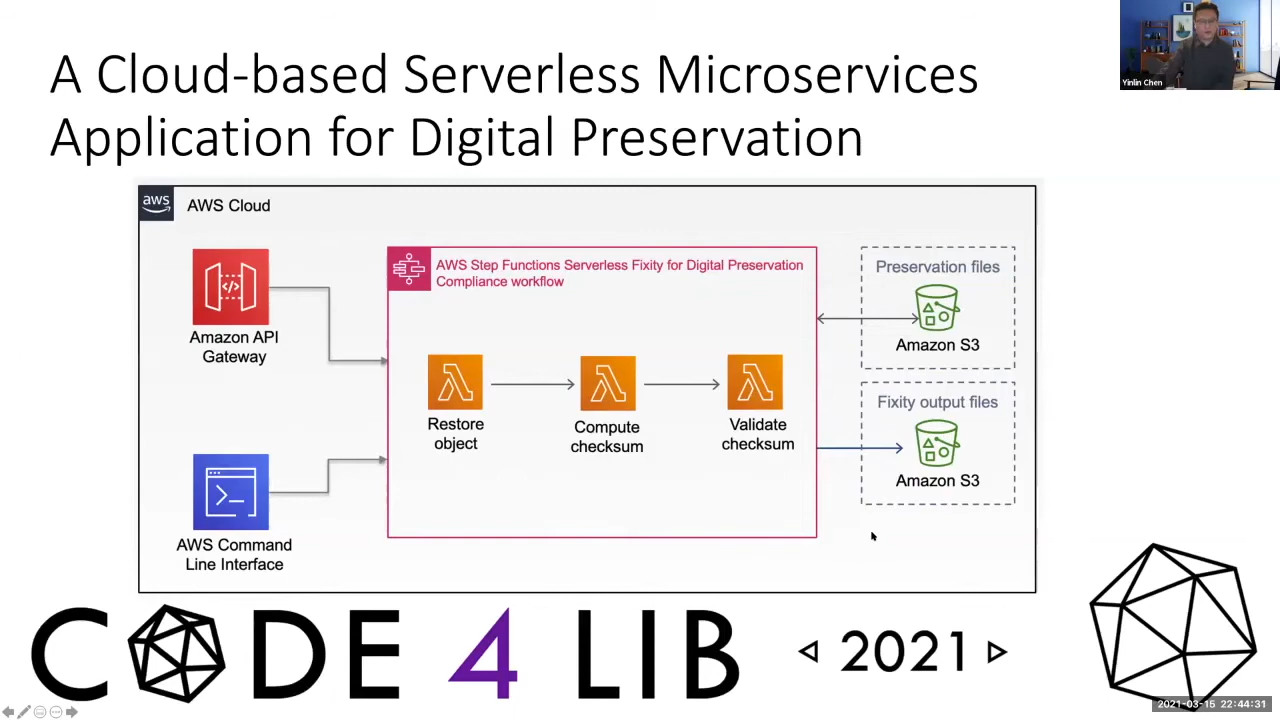 A Cloud-based Serverless Microservices
Application for Digital Preservation
Yinlin Chen
aws
AWS Cloud
Amazon API
Gateway
AWS Command
Line Interface
AWS Step Functions Serverless Fixity for Digital Preservation
Compliance workflow
Restore
object
Compute
checksum
Validate
checksum
Preservation files
Amazon S3
Fixity output files
Amazon S3
CODE 4 LIB
2021
2021-03-15 22:44:31